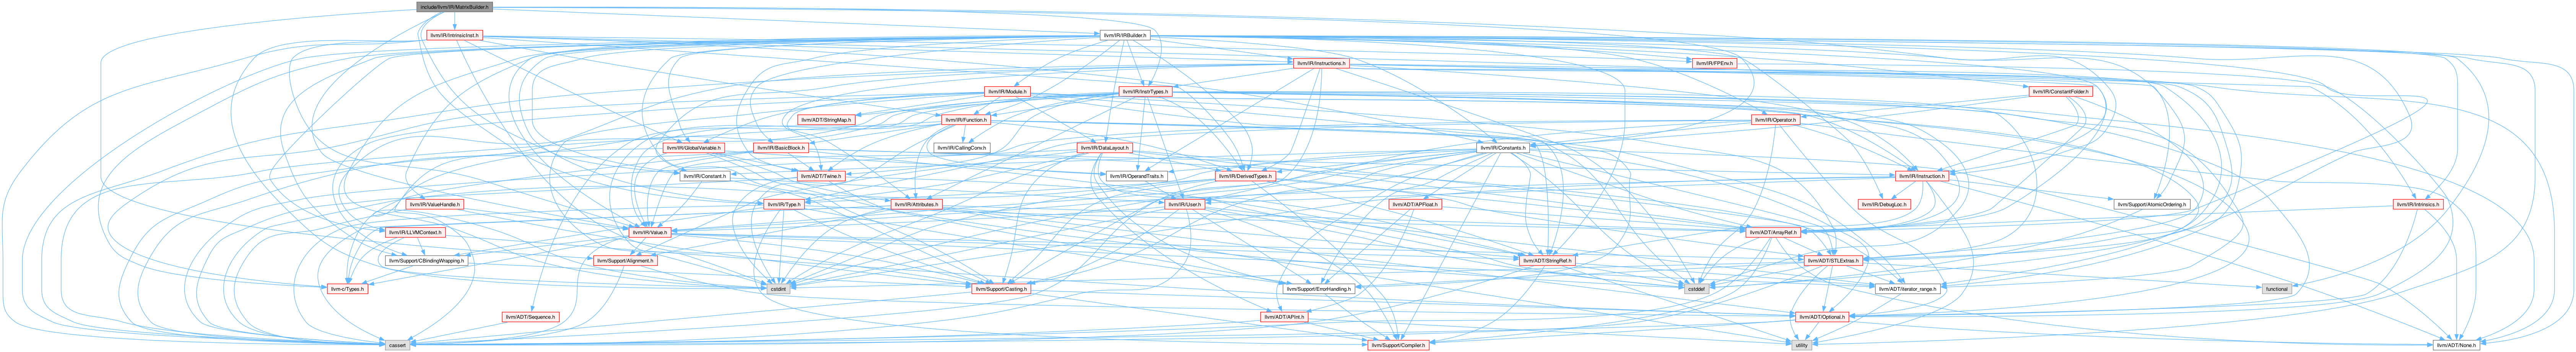 include/llvm/IR/MatrixBuilder.h
llvm/IR/IntrinsicInst.h
llvm/IR/IRBuilder.h
llvm/IR/Instructions.h
llvm/IR/FPEnv.h
llvm/IR/Module.h
llvm/IR/InstrTypes.h
llvm/IR/ConstantFolder.h
llvm/ADT/StringMap.h
llvm/IR/Function.h
llvm/IR/Operator.h
llvm/IR/GlobalVariable.h
llvm/IR/BasicBlock.h
llvm/IR/CallingConv.h
llvm/IR/DataLayout.h
llvm/IR/Constants.h
llvm/IR/Constant.h
llvm/ADT/Twine.h
llvm/IR/OperandTraits.h
llvm/IR/DerivedTypes.h
llvm/IR/Instruction.h
llvm/IR/ValueHandle.h
llvm/IR/Type.h
llvm/IR/Attributes.h
llvm/IR/User.h
llvm/ADT/APFloat.h
llvm/IR/DebugLoc.h
llvm/Support/AtomicOrdering.h
llvm/IR/Intrinsics.h
llvm/IR/LLVMContext.h
llvm/IR/Value.h
llvm/ADT/ArrayRef.h
llvm/Support/CBindingWrapping.h
llvm/Support/Alignment.h
llvm/ADT/StringRef.h
llvm/ADT/STLExtras.h
llvm-c/Types.h
cstdint
llvm/Support/Casting.h
llvm/Support/ErrorHandling.h
cstddef
llvm/ADT/iterator_range.h
functional
llvm/ADT/Sequence.h
llvm/ADT/APInt.h
llvm/ADT/Optional.h
cassert
llvm/Support/Compiler.h
utility
llvm/ADT/None.h